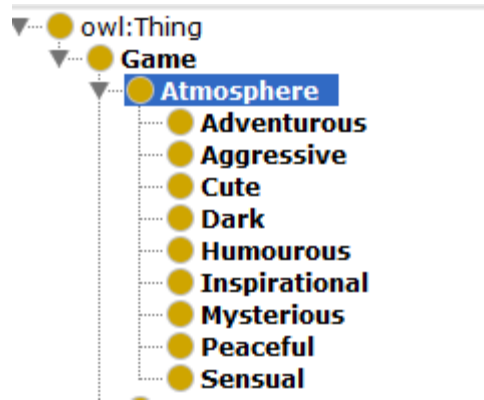 owl:Thing
Game
Atmosphere
Adventurous
Aggressive
Cute
Dark
Humourous
Inspirational
Mysterious
Peaceful
Sensual